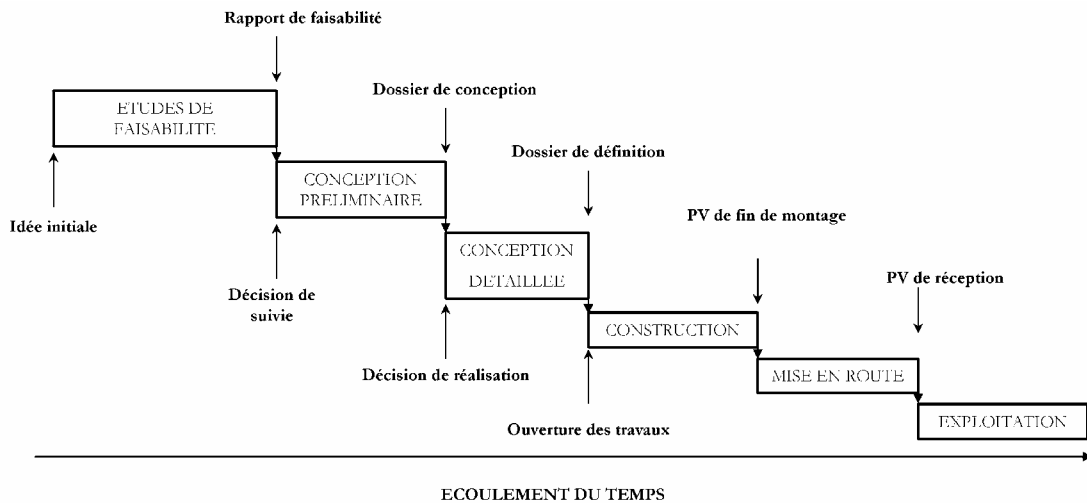 Rapport de faisabilité
Dossier de conception
ETUDES DE
FAISABILITE
Dossier de définition
CONCEPTION
PRELIMINAIRE
Idée initiale
PV de fin de montage
CONCEPTION
DETAILLEE
PV de réception
Décision de
suivie
CONSTRUCTION
Décision de réalisation
MISE EN ROUTE
EXPLOITATION
Ouverture des travaux
ECOULEMENT DU TEMPS